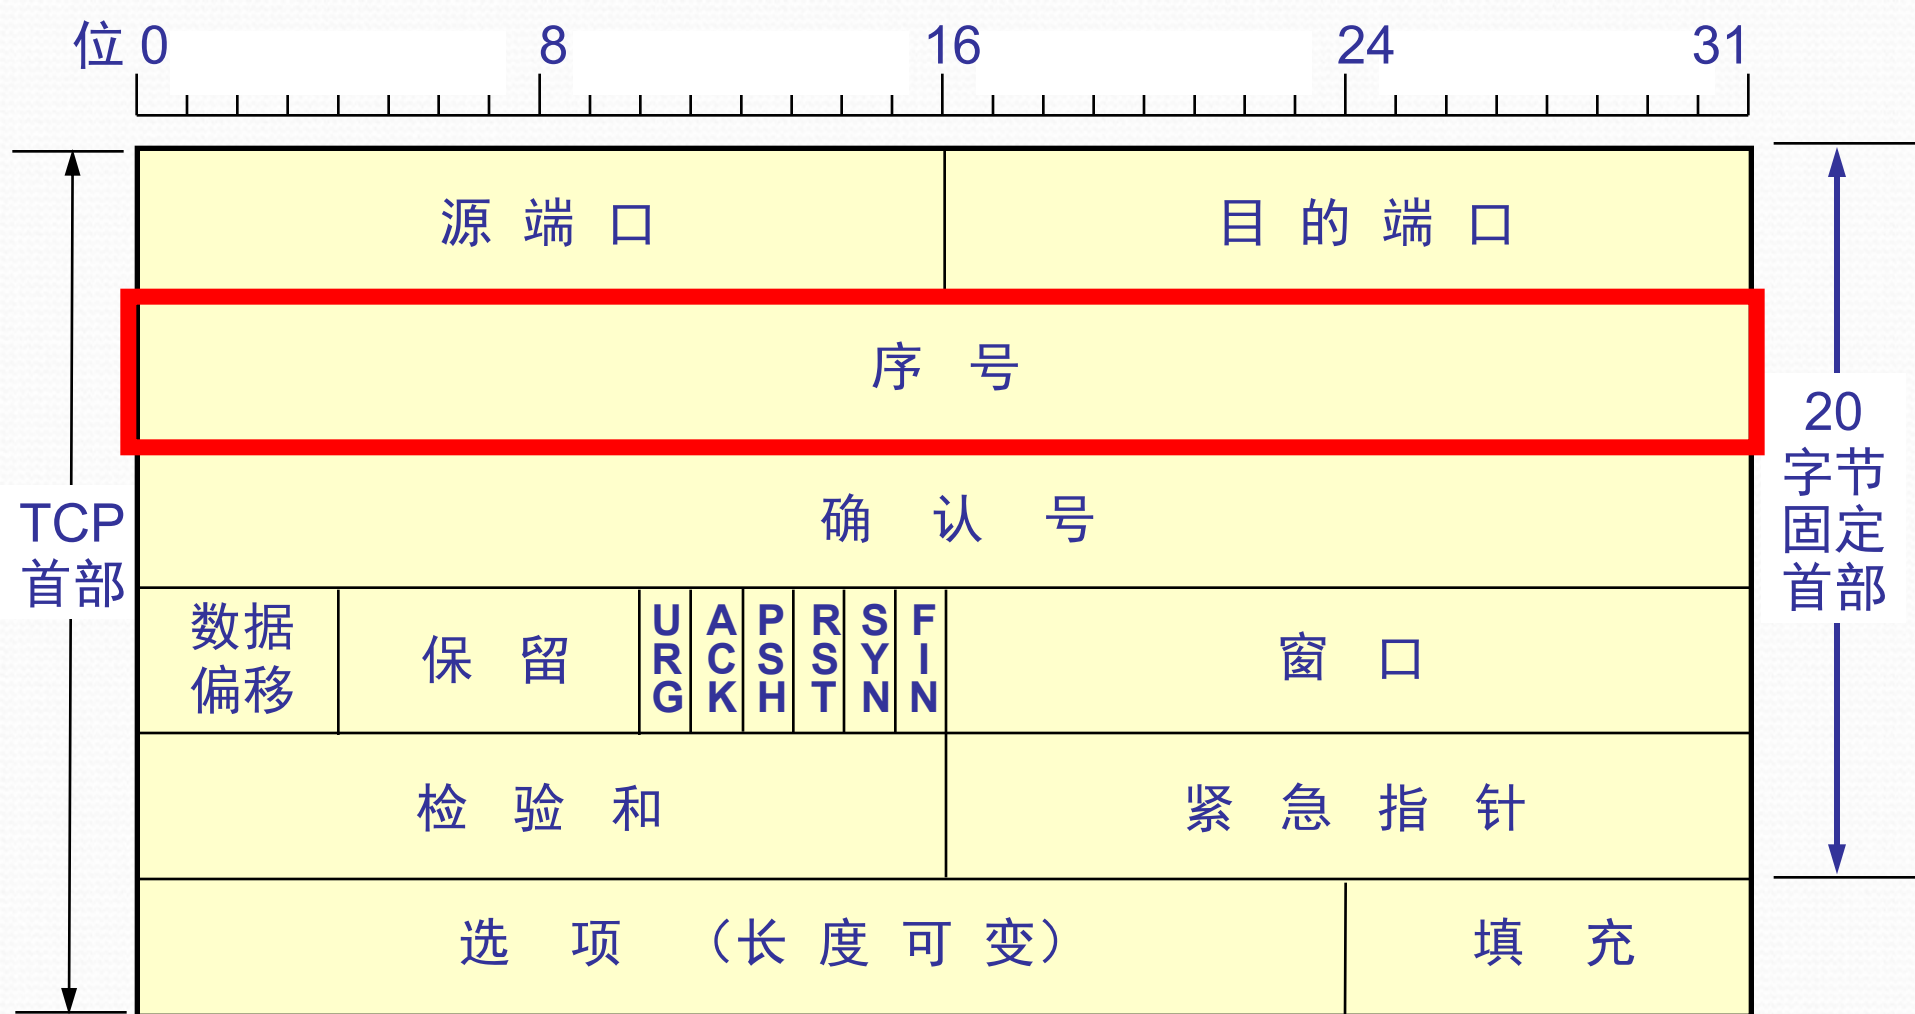 位 0 8 16 24 31
源端口 目的端口
序号
TCP
首部
确认号
20
字节
固定
首部
数据
偏移
保留
URG
ACK
PSH
RST
SYN
FIN
窗口
检验和 紧急指针
选项（长度可变） 填充